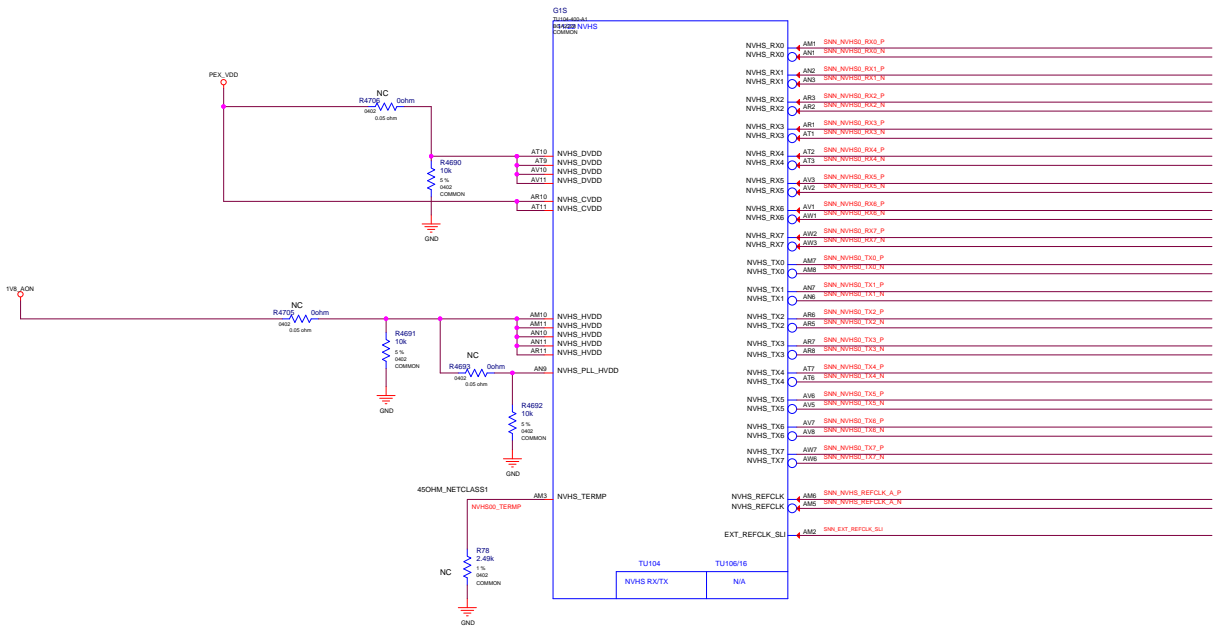 G1S
TU104-400-A1
COMMON
NVHS
PEX_VDD
NC
R4706 0ohm
0402
0.05 ohm
R4690
10k
5 %
0402
COMMON
GND
AT10 NVHS_DVDD
AT9 NVHS_DVDD
AV10 NVHS_DVDD
AV11 NVHS_DVDD
AR10 NVHS_CVDD
AT11 NVHS_CVDD
1V8_AON
NC
R4705 0ohm
0402
0.05 ohm
R4691
10k
5 %
0402
COMMON
GND
NC
R4693 0ohm
0402
0.05 ohm
R4692
10k
5 %
0402
COMMON
GND
AM10 NVHS_HVDD
AM11 NVHS_HVDD
AN10 NVHS_HVDD
AN11 NVHS_HVDD
AR11 NVHS_HVDD
AN9 NVHS_PLL_HVDD
45OHM_NETCLASS1
NVHS00_TERMP
AM3 NVHS_TERMP
NC
R78
2.49k
1 %
0402
COMMON
GND
NVHS_RX0 AM1 SNN_NVHS0_RX0_P
NVHS_RX0 AN1 SNN_NVHS0_RX0_N
NVHS_RX1 AN2 SNN_NVHS0_RX1_P
NVHS_RX1 AN3 SNN_NVHS0_RX1_N
NVHS_RX2 AR3 SNN_NVHS0_RX2_P
NVHS_RX2 AR2 SNN_NVHS0_RX2_N
NVHS_RX3 AR1 SNN_NVHS0_RX3_P
NVHS_RX3 AT1 SNN_NVHS0_RX3_N
NVHS_RX4 AT2 SNN_NVHS0_RX4_P
NVHS_RX4 AT3 SNN_NVHS0_RX4_N
NVHS_RX5 AV3 SNN_NVHS0_RX5_P
NVHS_RX5 AV2 SNN_NVHS0_RX5_N
NVHS_RX6 AV1 SNN_NVHS0_RX6_P
NVHS_RX6 AW1 SNN_NVHS0_RX6_N
NVHS_RX7 AW2 SNN_NVHS0_RX7_P
NVHS_RX7 AW3 SNN_NVHS0_RX7_N
NVHS_TX0 AM7 SNN_NVHS0_TX0_P
NVHS_TX0 AM8 SNN_NVHS0_TX0_N
NVHS_TX1 AN7 SNN_NVHS0_TX1_P
NVHS_TX1 AN6 SNN_NVHS0_TX1_N
NVHS_TX2 AR6 SNN_NVHS0_TX2_P
NVHS_TX2 AR5 SNN_NVHS0_TX2_N
NVHS_TX3 AR7 SNN_NVHS0_TX3_P
NVHS_TX3 AR8 SNN_NVHS0_TX3_N
NVHS_TX4 AT7 SNN_NVHS0_TX4_P
NVHS_TX4 AT6 SNN_NVHS0_TX4_N
NVHS_TX5 AV6 SNN_NVHS0_TX5_P
NVHS_TX5 AV5 SNN_NVHS0_TX5_N
NVHS_TX6 AV7 SNN_NVHS0_TX6_P
NVHS_TX6 AV8 SNN_NVHS0_TX6_N
NVHS_TX7 AW7 SNN_NVHS0_TX7_P
NVHS_TX7 AW6 SNN_NVHS0_TX7_N
NVHS_REFCLK AM6 SNN_NVHS_REFCLK_A_P
NVHS_REFCLK AM5 SNN_NVHS_REFCLK_A_N
EXT_REFCLK_SLI AM2 SNN_EXT_REFCLK_SLI
TU104 TU106/16
NVHS RX/TX N/A